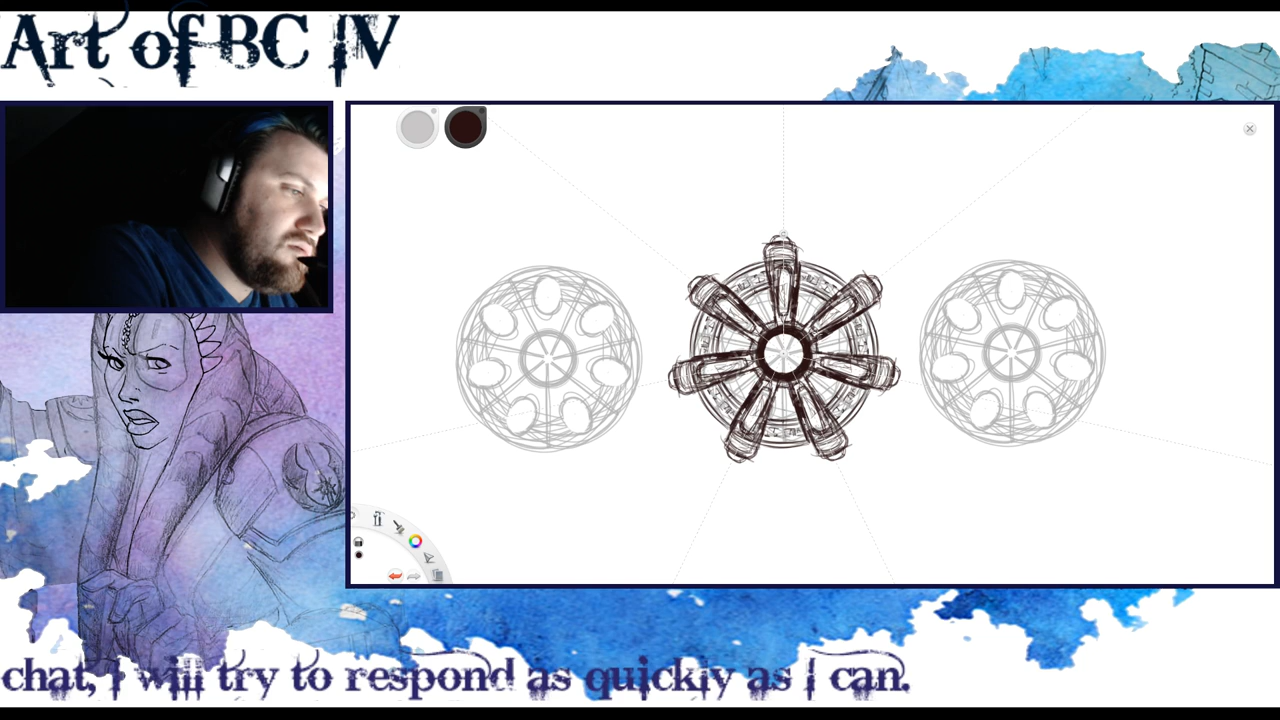 Art of BC IV
chat, I will try to respond as quickly as I can.